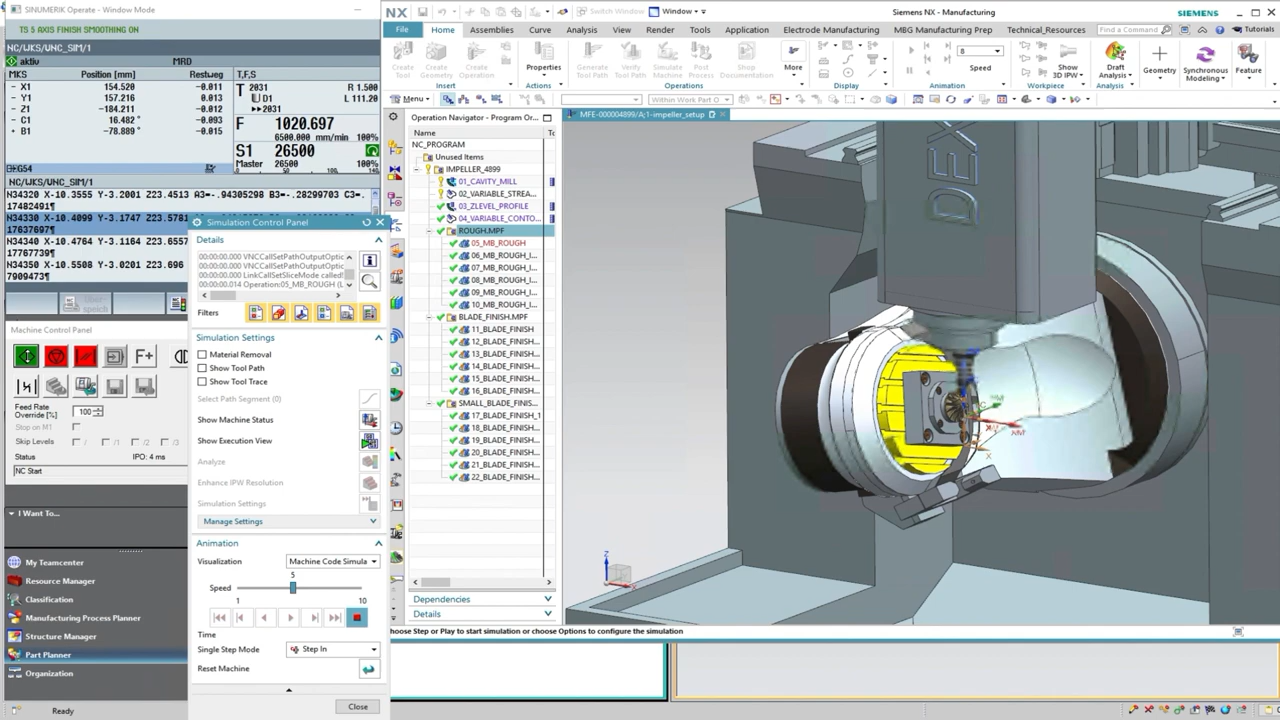 SINUMERIK Operate - Window Mode
TS 5 AXIS FINISH SMOOTHING ON
NC/UKS/UNC_SIM/1
aktiv
MRD
MKS Position [mm] Restweg
X1 154.520 -0.011
Y1 157.216 0.013
Z1 -184.211 -0.011
C1 16.482 ° -0.093
B1 -78.889 ° -0.015
G54
T,F,S
T 2031 R 1.500
D1 L111.20
2031
F 1020.697
6500.000 mm/min 100%
S1 26500
Master 26500 100%
NC/UKS/UNC_SIM/1
N34320 X-10.3555 Y-3.2001 Z23.4513 A3=-.94305298 B3=-.28299703 C3=-.
17482491¶
N34330 X-10.4099 Y-3.1747 Z23.5781
17637697¶
N34340 X-10.4764 Y-3.1164 Z23.6557
17767739¶
N34350 X-10.5508 Y-3.0201 Z23.696
7909473¶
Machine Control Panel
F+
Feed Rate
Override [%] 100
Stop on M1
Skip Levels / /1 /2 /3
Status IPO: 4 ms
NC Start
I Want To...
My Teamcenter
Resource Manager
Classification
Manufacturing Process Planner
Structure Manager
Part Planner
Organization
Ready
Simulation Control Panel
Details
00:00:00.000 VNCCallSetPathOutputOptic
00:00:00.000 VNCCallSetPathOutputOptic
00:00:00.000 LinkCallSetSliceMode called!
00:00:00.014 Operation:05_MB_ROUGH (L
Filters
Simulation Settings
Material Removal
Show Tool Path
Show Tool Trace
Select Path Segment (0)
Show Machine Status
Show Execution View
Analyze
Enhance IPW Resolution
Simulation Settings
Manage Settings
Animation
Visualization Machine Code Simula
5
Speed
1 10
Time
Single Step Mode Step In
Reset Machine
Close
NX
Switch Window
Window
Siemens NX - Manufacturing
SIEMENS
File Home Assemblies Curve Analysis View Render Tools Application Electrode Manufacturing MBG Manufacturing Prep Technical_Resources
Find a Command
Tutorials
Create Tool
Create Geometry
Create Operation
Insert
Properties
Actions
Generate Tool Path
Verify Tool Path
Simulate Machine
Post Process
Shop Documentation
Operations
More
Display
8
Speed
Animation
Show 3D IPW
Workpiece
Draft Analysis
Analysis
Geometry
Synchronous Modeling
Feature
Menu
Within Work Part O
Operation Navigator - Program Or...
Name
NC_PROGRAM
Unused Items
IMPELLER_4899
01_CAVITY_MILL
02_VARIABLE_STREA...
03_ZLEVEL_PROFILE
04_VARIABLE_CONTO...
ROUGH.MPF
05_MB_ROUGH
06_MB_ROUGH_I...
07_MB_ROUGH_I...
08_MB_ROUGH_I...
09_MB_ROUGH_I...
10_MB_ROUGH_I...
BLADE_FINISH.MPF
11_BLADE_FINISH
12_BLADE_FINISH...
13_BLADE_FINISH...
14_BLADE_FINISH...
15_BLADE_FINISH...
16_BLADE_FINISH...
SMALL_BLADE_FINIS...
17_BLADE_FINISH_1
18_BLADE_FINISH...
19_BLADE_FINISH...
20_BLADE_FINISH...
21_BLADE_FINISH...
22_BLADE_FINISH...
Dependencies
Details
MFE-000004899/A;1-impeller_setup
Z
hoose Step or Play to start simulation or choose Options to configure the simulation